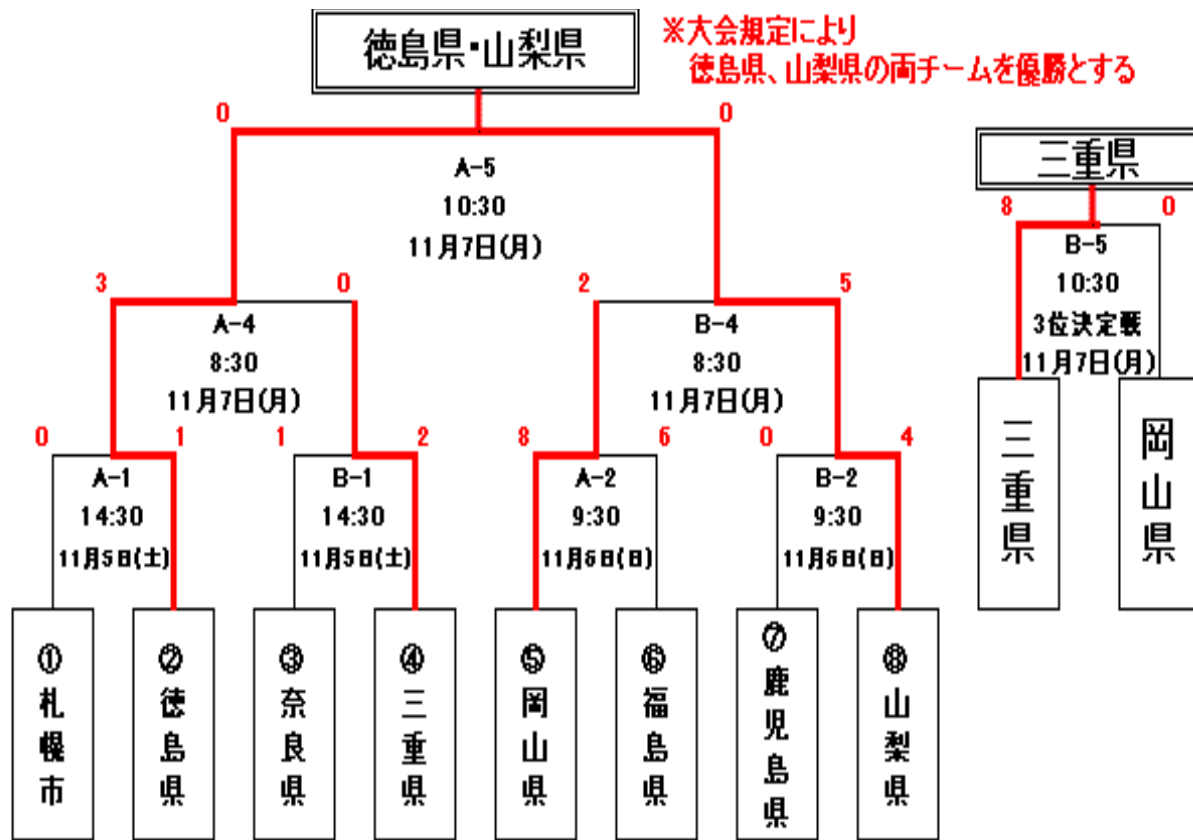 徳島県・山梨県
※大会規定により
徳島県、山梨県の両チームを優勝とする
0
0
A-5
10:30
11月7日(月)
三重県
8
0
B-5
10:30
3位決定戦
11月7日(月)
三重県
岡山県
3
0
A-4
8:30
11月7日(月)
2
5
B-4
8:30
11月7日(月)
0
1
A-1
14:30
11月5日(土)
1
2
B-1
14:30
11月5日(土)
8
6
A-2
9:30
11月6日(日)
0
4
B-2
9:30
11月6日(日)
①札幌市
②徳島県
③奈良県
④三重県
⑤岡山県
⑥福島県
⑦鹿児島県
⑧山梨県